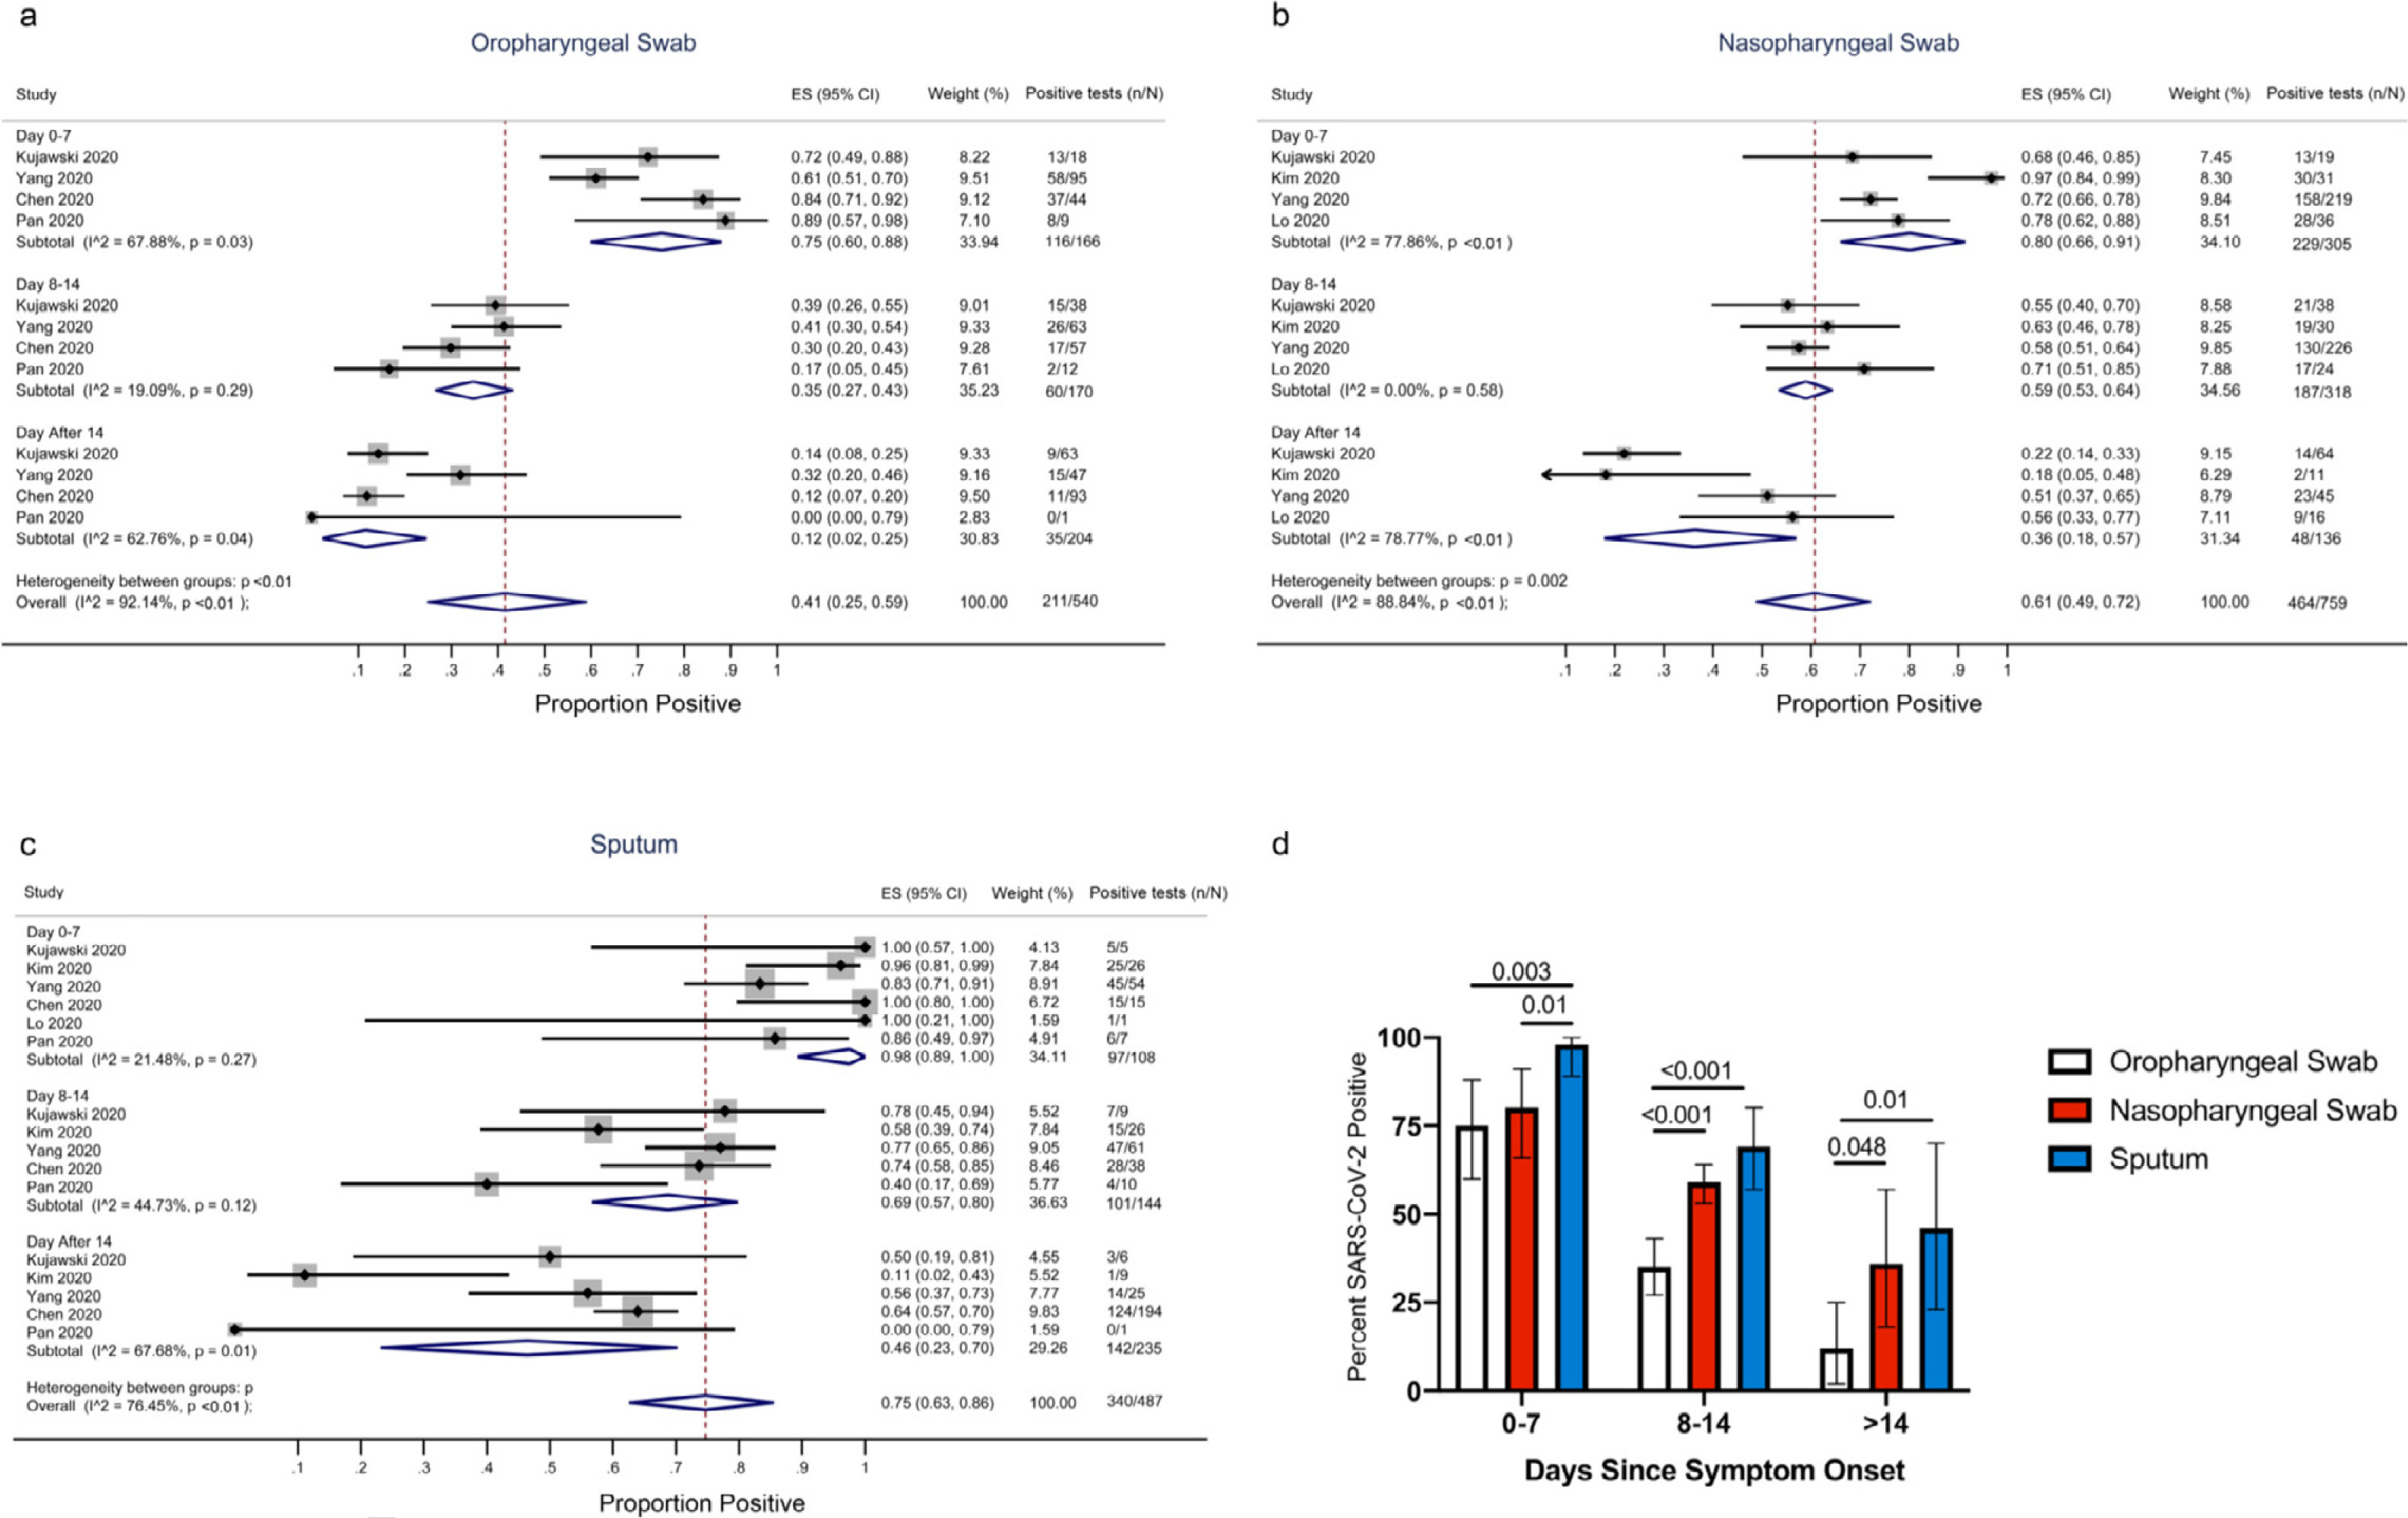 a
Oropharyngeal Swab
Study ES (95% CI) Weight (%) Positive tests (n/N)
Day 0-7
Kujawski 2020 0.72 (0.49, 0.88) 8.22 13/18
Yang 2020 0.61 (0.51, 0.70) 9.51 58/95
Chen 2020 0.84 (0.71, 0.92) 9.12 37/44
Pan 2020 0.89 (0.57, 0.98) 7.10 8/9
Subtotal (I^2 = 67.88%, p = 0.03) 0.75 (0.60, 0.88) 33.94 116/166
Day 8-14
Kujawski 2020 0.39 (0.26, 0.55) 9.01 15/38
Yang 2020 0.41 (0.30, 0.54) 9.33 26/63
Chen 2020 0.30 (0.20, 0.43) 9.28 17/57
Pan 2020 0.17 (0.05, 0.45) 7.61 2/12
Subtotal (I^2 = 19.09%, p = 0.29) 0.35 (0.27, 0.43) 35.23 60/170
Day After 14
Kujawski 2020 0.14 (0.08, 0.25) 9.33 9/63
Yang 2020 0.32 (0.20, 0.46) 9.16 15/47
Chen 2020 0.12 (0.07, 0.20) 9.50 11/93
Pan 2020 0.00 (0.00, 0.79) 2.83 0/1
Subtotal (I^2 = 62.76%, p = 0.04) 0.12 (0.02, 0.25) 30.83 35/204
Heterogeneity between groups: p <0.01
Overall (I^2 = 92.14%, p <0.01 ); 0.41 (0.25, 0.59) 100.00 211/540
.1 .2 .3 .4 .5 .6 .7 .8 .9 1
Proportion Positive
b
Nasopharyngeal Swab
Study ES (95% CI) Weight (%) Positive tests (n/N)
Day 0-7
Kujawski 2020 0.68 (0.46, 0.85) 7.45 13/19
Kim 2020 0.97 (0.84, 0.99) 8.30 30/31
Yang 2020 0.72 (0.66, 0.78) 9.84 158/219
Lo 2020 0.78 (0.62, 0.88) 8.51 28/36
Subtotal (I^2 = 77.86%, p <0.01 ) 0.80 (0.66, 0.91) 34.10 229/305
Day 8-14
Kujawski 2020 0.55 (0.40, 0.70) 8.58 21/38
Kim 2020 0.63 (0.46, 0.78) 8.25 19/30
Yang 2020 0.58 (0.51, 0.64) 9.85 130/226
Lo 2020 0.71 (0.51, 0.85) 7.88 17/24
Subtotal (I^2 = 0.00%, p = 0.58) 0.59 (0.53, 0.64) 34.56 187/318
Day After 14
Kujawski 2020 0.22 (0.14, 0.33) 9.15 14/64
Kim 2020 0.18 (0.05, 0.48) 6.29 2/11
Yang 2020 0.51 (0.37, 0.65) 8.79 23/45
Lo 2020 0.56 (0.33, 0.77) 7.11 9/16
Subtotal (I^2 = 78.77%, p <0.01 ) 0.36 (0.18, 0.57) 31.34 48/136
Heterogeneity between groups: p = 0.002
Overall (I^2 = 88.84%, p <0.01 ); 0.61 (0.49, 0.72) 100.00 464/759
.1 .2 .3 .4 .5 .6 .7 .8 .9 1
Proportion Positive
c
Sputum
Study ES (95% CI) Weight (%) Positive tests (n/N)
Day 0-7
Kujawski 2020 1.00 (0.57, 1.00) 4.13 5/5
Kim 2020 0.96 (0.81, 0.99) 7.84 25/26
Yang 2020 0.83 (0.71, 0.91) 8.91 45/54
Chen 2020 1.00 (0.80, 1.00) 6.72 15/15
Lo 2020 1.00 (0.21, 1.00) 1.59 1/1
Pan 2020 0.86 (0.49, 0.97) 4.91 6/7
Subtotal (I^2 = 21.48%, p = 0.27) 0.98 (0.89, 1.00) 34.11 97/108
Day 8-14
Kujawski 2020 0.78 (0.45, 0.94) 5.52 7/9
Kim 2020 0.58 (0.39, 0.74) 7.84 15/26
Yang 2020 0.77 (0.65, 0.86) 9.05 47/61
Chen 2020 0.74 (0.58, 0.85) 8.46 28/38
Pan 2020 0.40 (0.17, 0.69) 5.77 4/10
Subtotal (I^2 = 44.73%, p = 0.12) 0.69 (0.57, 0.80) 36.63 101/144
Day After 14
Kujawski 2020 0.50 (0.19, 0.81) 4.55 3/6
Kim 2020 0.11 (0.02, 0.43) 5.52 1/9
Yang 2020 0.56 (0.37, 0.73) 7.77 14/25
Chen 2020 0.64 (0.57, 0.70) 9.83 124/194
Pan 2020 0.00 (0.00, 0.79) 1.59 0/1
Subtotal (I^2 = 67.68%, p = 0.01) 0.46 (0.23, 0.70) 29.26 142/235
Heterogeneity between groups: p
Overall (I^2 = 76.45%, p <0.01 ); 0.75 (0.63, 0.86) 100.00 340/487
.1 .2 .3 .4 .5 .6 .7 .8 .9 1
Proportion Positive
d
0.003
0.01
<0.001
<0.001
0.01
0.048
100
75
50
25
0
Percent SARS-CoV-2 Positive
0-7 8-14 >14
Days Since Symptom Onset
Oropharyngeal Swab
Nasopharyngeal Swab
Sputum